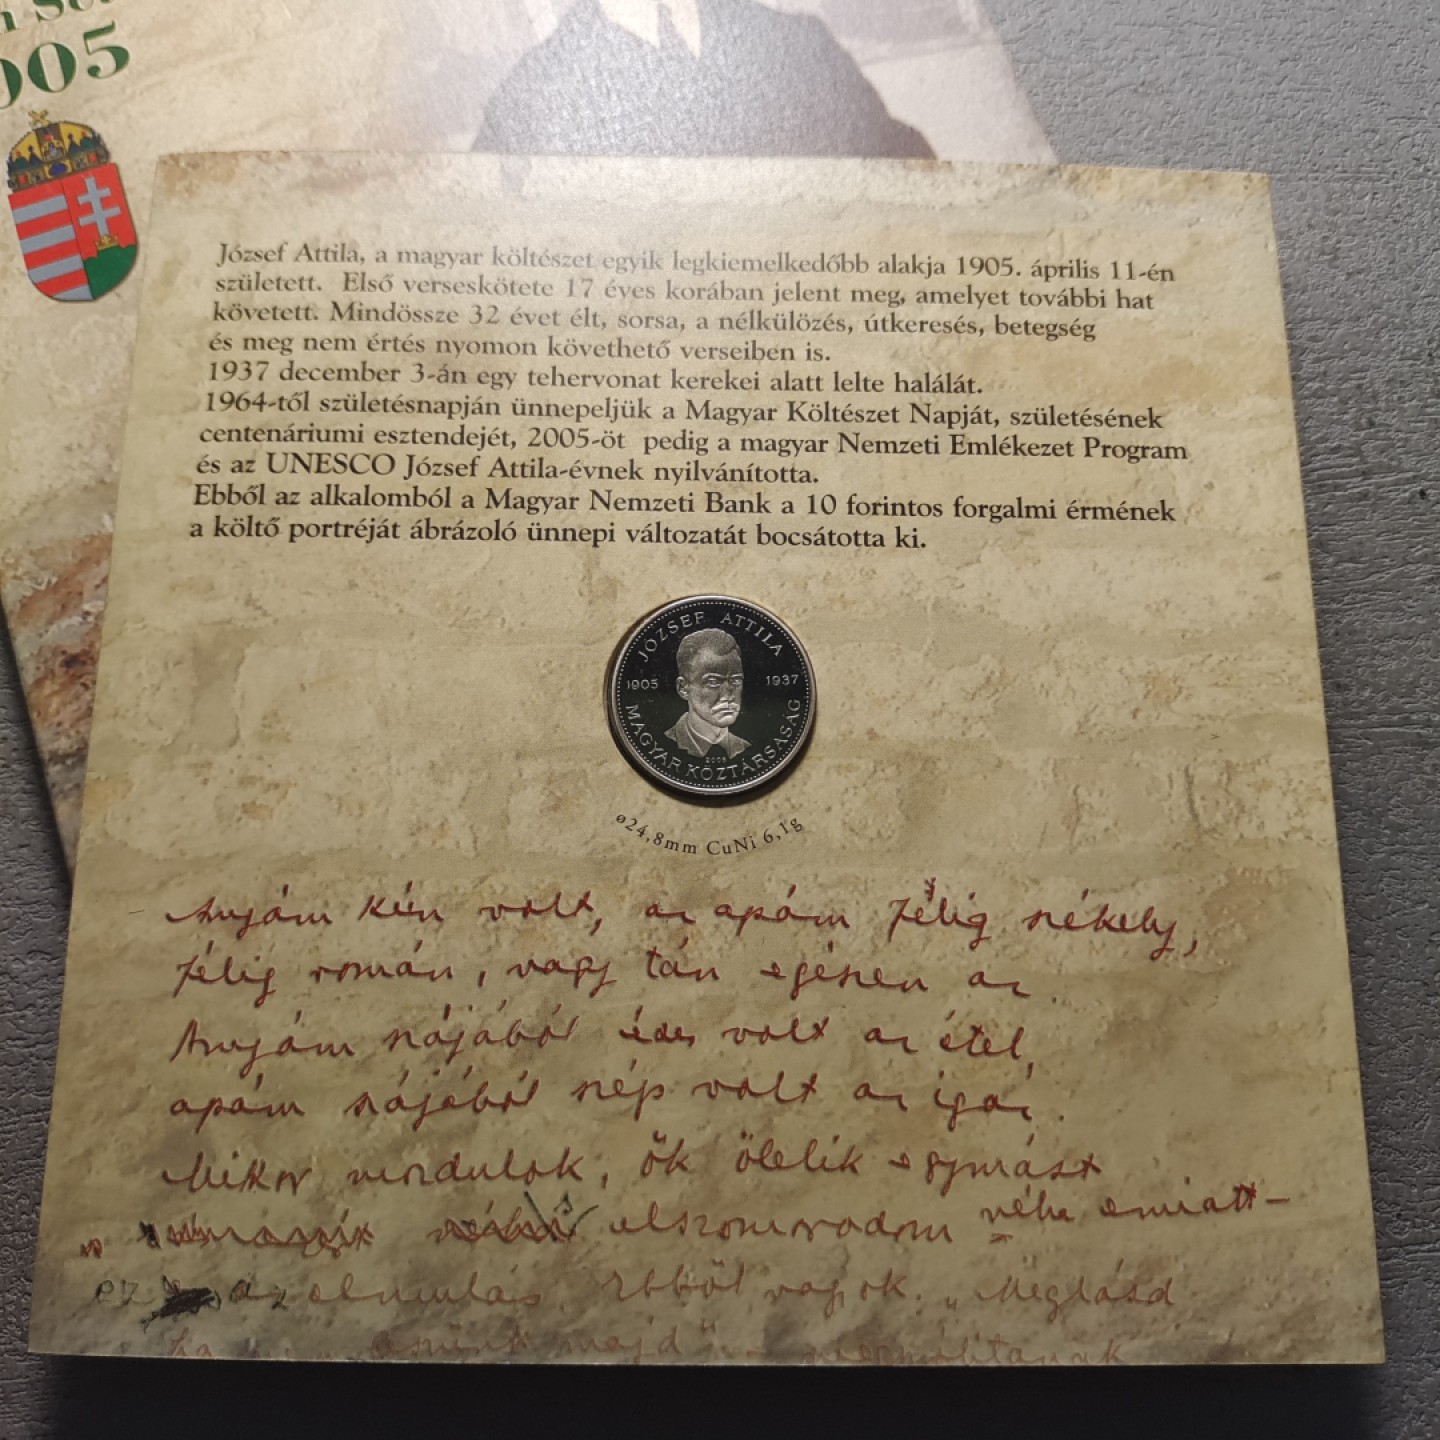 005
József Attila, a magyar költészet egyik legkiemelkedőbb alakja 1905. április 11-én
született. Első verseskötete 17 éves korában jelent meg, amelyet további hat
követett. Mindössze 32 évet élt, sorsa, a nélkülözés, útkeresés, betegség
és meg nem értés nyomon követhető verseiben is.
1937 december 3-án egy tehervonat kerekei alatt lelte halálát.
1964-től születésnapján ünnepeljük a Magyar Költészet Napját, születésének
centenáriumi esztendejét, 2005-öt pedig a magyar Nemzeti Emlékezet Program
és az UNESCO József Attila-évnek nyilvánította.
Ebből az alkalomból a Magyar Nemzeti Bank a 10 forintos forgalmi érmének
a költő portréját ábrázoló ünnepi változatát bocsátotta ki.
JÓZSEF ATTILA
1905 1937
2005
MAGYAR KÖZTÁRSASÁG
ø24,8mm CuNi 6,1g
Anyám kún volt, az apám félig székely,
félig román, vagy tán egészen az.
Anyám szájából édes volt az étel,
apám szájából szép volt az igaz.
Mikor mozdulok, ők ölelik egymást
elszomorodom néha emiatt–
ez az elmulás. Ebből vagyok. „Meglásd
ha majd